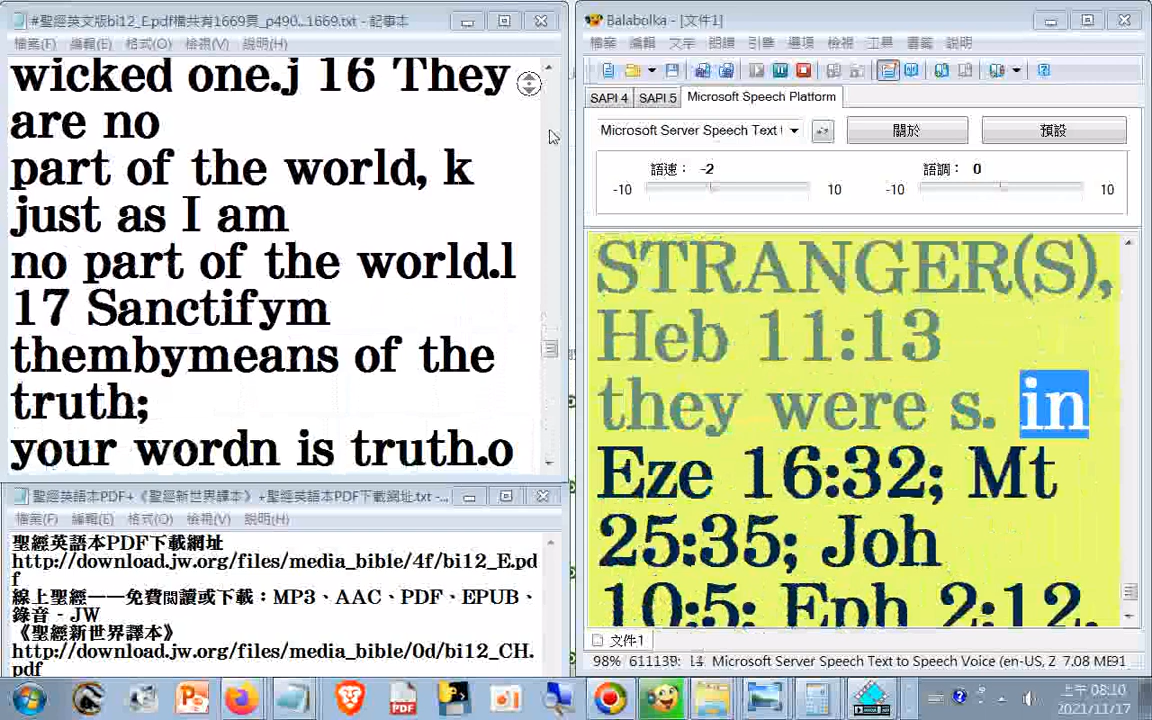 #聖經英文版bi12_E.pdf檔共有1669頁_p490...1669.txt - 記事本
檔案(F) 編輯(E) 格式(O) 檢視(V) 說明(H)
wicked one.j 16 They
are no
part of the world, k
just as I am
no part of the world.l
17 Sanctifym
thembymeans of the
truth;
your wordn is truth.o
聖經英語本PDF+《聖經新世界譯本》+聖經英語本PDF下載網址.txt -...
檔案(F) 編輯(E) 格式(O) 檢視(V) 說明(H)
聖經英語本PDF下載網址
http://download.jw.org/files/media_bible/4f/bi12_E.pd
f
線上聖經——免費閱讀或下載：MP3、AAC、PDF、EPUB、
錄音 - JW
《聖經新世界譯本》
http://download.jw.org/files/media_bible/0d/bi12_CH.
pdf
Balabolka - [文件1]
檔案 編輯 文字 朗讀 引擎 選項 檢視 工具 書籤 說明
SAPI 4 SAPI 5 Microsoft Speech Platform
Microsoft Server Speech Text 關於 預設
語速： -2 語調： 0
-10 10 -10 10
STRANGER(S),
Heb 11:13
they were s. in
Eze 16:32; Mt
25:35; Joh
10:5; Eph 2:12,
文件1
98% 611139: 14 Microsoft Server Speech Text to Speech Voice (en-US, Z 7.08 ME91
PDF
上午 08:10
2021/11/17